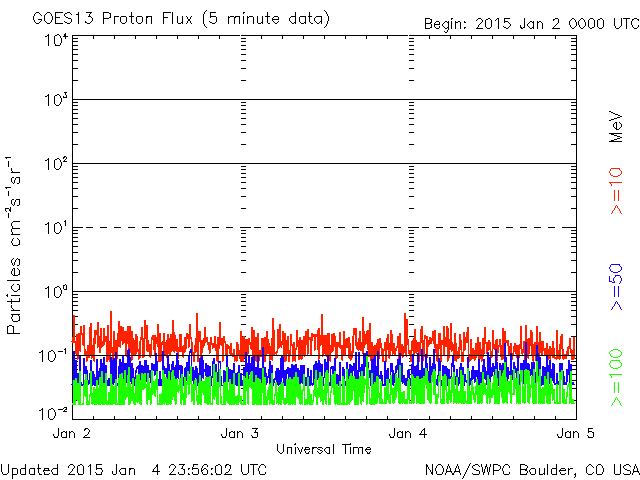 GOES13 Proton Flux (5 minute data)
Begin: 2015 Jan 2 0000 UTC
10⁴
10³
10²
10¹
10⁰
10⁻¹
10⁻²
Particles cm⁻²s⁻¹sr⁻¹
MeV
>=10
>=50
>=100
Jan 2
Jan 3
Jan 4
Jan 5
Universal Time
Updated 2015 Jan 4 23:56:02 UTC
NOAA/SWPC Boulder, CO USA